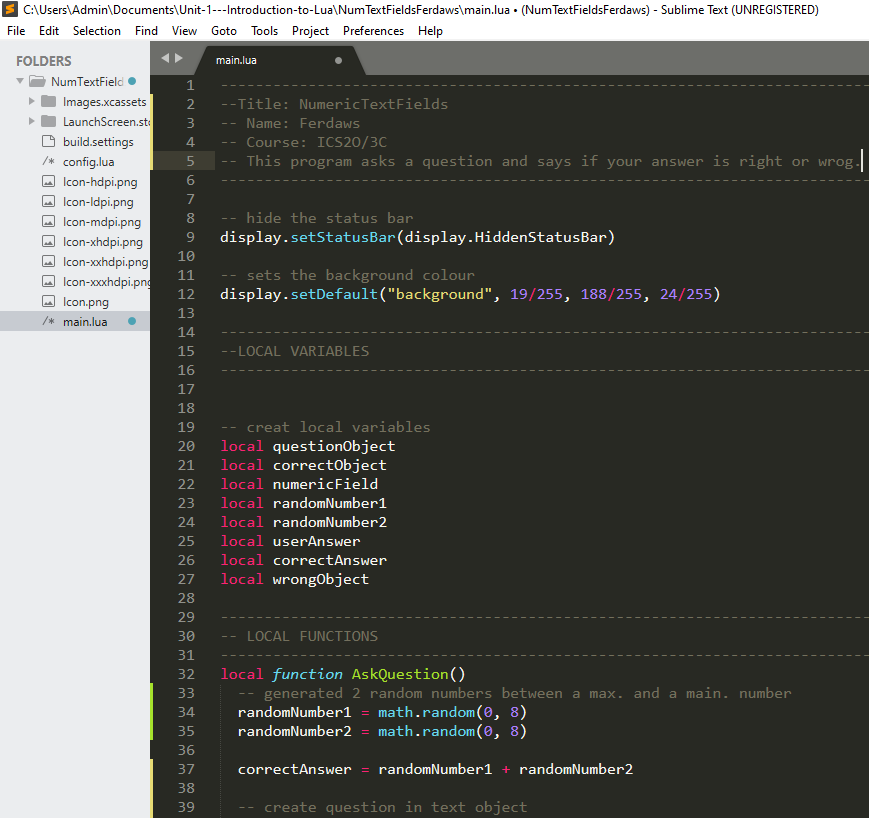 C:\Users\Admin\Documents\Unit-1---Introduction-to-Lua\NumTextFieldsFerdaws\main.lua • (NumTextFieldsFerdaws) - Sublime Text (UNREGISTERED)
File Edit Selection Find View Goto Tools Project Preferences Help
FOLDERS
NumTextField
Images.xcassets
LaunchScreen.sto
build.settings
config.lua
Icon-hdpi.png
Icon-ldpi.png
Icon-mdpi.png
Icon-xhdpi.png
Icon-xxhdpi.png
Icon-xxxhdpi.png
Icon.png
main.lua
main.lua
1 --------------------------------------------------------------------------
2 --Title: NumericTextFields
3 -- Name: Ferdaws
4 -- Course: ICS2O/3C
5 -- This program asks a question and says if your answer is right or wrog.
6 --------------------------------------------------------------------------
7
8 -- hide the status bar
9 display.setStatusBar(display.HiddenStatusBar)
10
11 -- sets the background colour
12 display.setDefault("background", 19/255, 188/255, 24/255)
13
14 --------------------------------------------------------------------------
15 --LOCAL VARIABLES
16 --------------------------------------------------------------------------
17
18
19 -- creat local variables
20 local questionObject
21 local correctObject
22 local numericField
23 local randomNumber1
24 local randomNumber2
25 local userAnswer
26 local correctAnswer
27 local wrongObject
28
29 --------------------------------------------------------------------------
30 -- LOCAL FUNCTIONS
31 --------------------------------------------------------------------------
32 local function AskQuestion()
33 -- generated 2 random numbers between a max. and a main. number
34 randomNumber1 = math.random(0, 8)
35 randomNumber2 = math.random(0, 8)
36
37 correctAnswer = randomNumber1 + randomNumber2
38
39 -- create question in text object